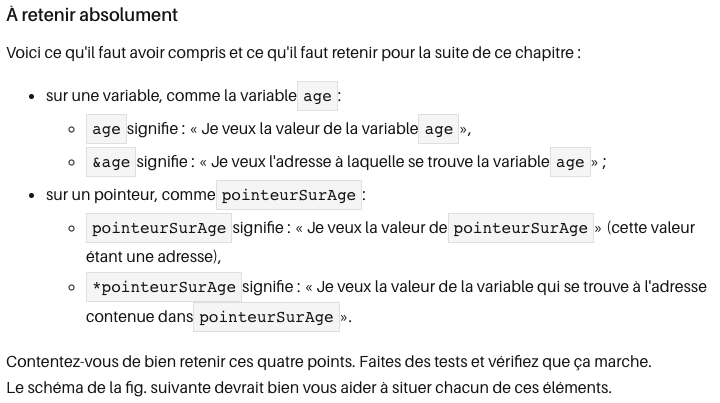 À retenir absolument
Voici ce qu'il faut avoir compris et ce qu'il faut retenir pour la suite de ce chapitre :
• sur une variable, comme la variable age :
◦ age signifie : « Je veux la valeur de la variable age »,
◦ &age signifie : « Je veux l'adresse à laquelle se trouve la variable age » ;
• sur un pointeur, comme pointeurSurAge :
◦ pointeurSurAge signifie : « Je veux la valeur de pointeurSurAge » (cette valeur
étant une adresse),
◦ *pointeurSurAge signifie : « Je veux la valeur de la variable qui se trouve à l'adresse
contenue dans pointeurSurAge ».
Contentez-vous de bien retenir ces quatre points. Faites des tests et vérifiez que ça marche.
Le schéma de la fig. suivante devrait bien vous aider à situer chacun de ces éléments.